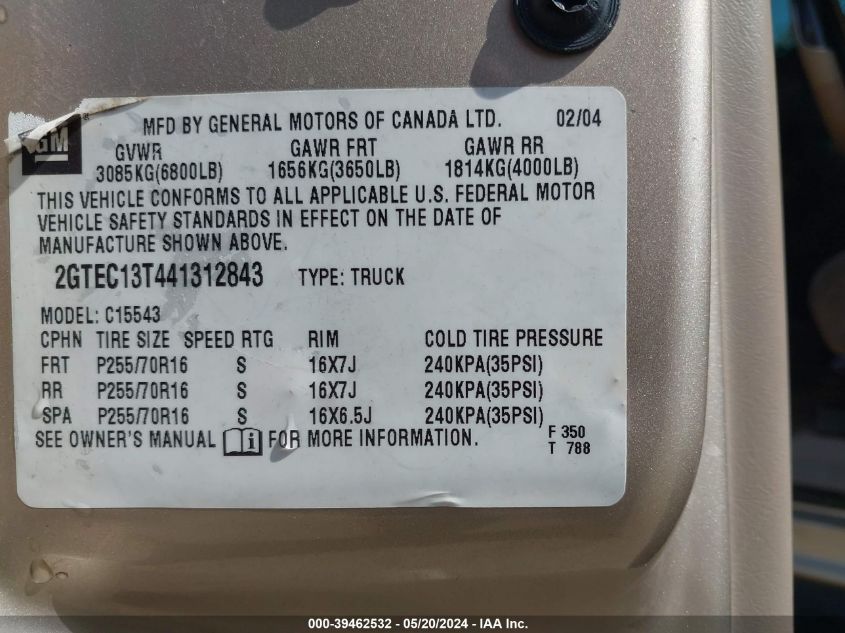 GM
MFD BY GENERAL MOTORS OF CANADA LTD. 02/04
GVWR GAWR FRT GAWR RR
3085KG(6800LB) 1656KG(3650LB) 1814KG(4000LB)
THIS VEHICLE CONFORMS TO ALL APPLICABLE U.S. FEDERAL MOTOR
VEHICLE SAFETY STANDARDS IN EFFECT ON THE DATE OF
MANUFACTURE SHOWN ABOVE.
2GTEC13T441312843 TYPE: TRUCK
MODEL: C15543
CPHN TIRE SIZE SPEED RTG RIM COLD TIRE PRESSURE
FRT P255/70R16 S 16X7J 240KPA(35PSI)
RR P255/70R16 S 16X7J 240KPA(35PSI)
SPA P255/70R16 S 16X6.5J 240KPA(35PSI)
SEE OWNER'S MANUAL i FOR MORE INFORMATION. F 350
T 788
000-39462532 - 05/20/2024 - IAA Inc.